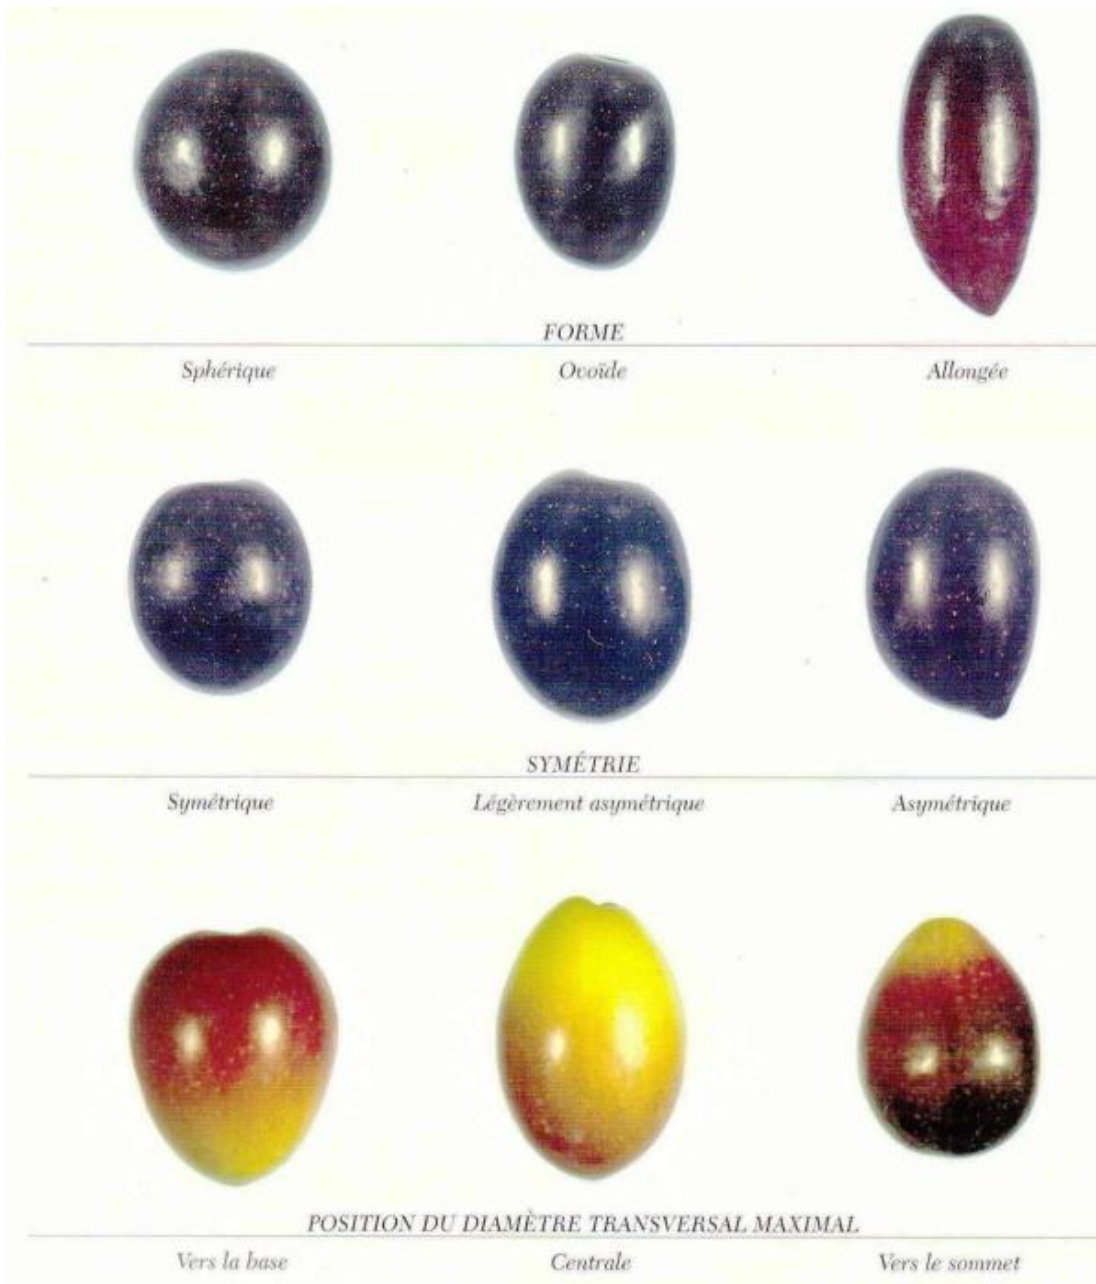 FORME
Sphérique Ovoïde Allongée
SYMÉTRIE
Symétrique Légèrement asymétrique Asymétrique
POSITION DU DIAMÈTRE TRANSVERSAL MAXIMAL
Vers la base Centrale Vers le sommet